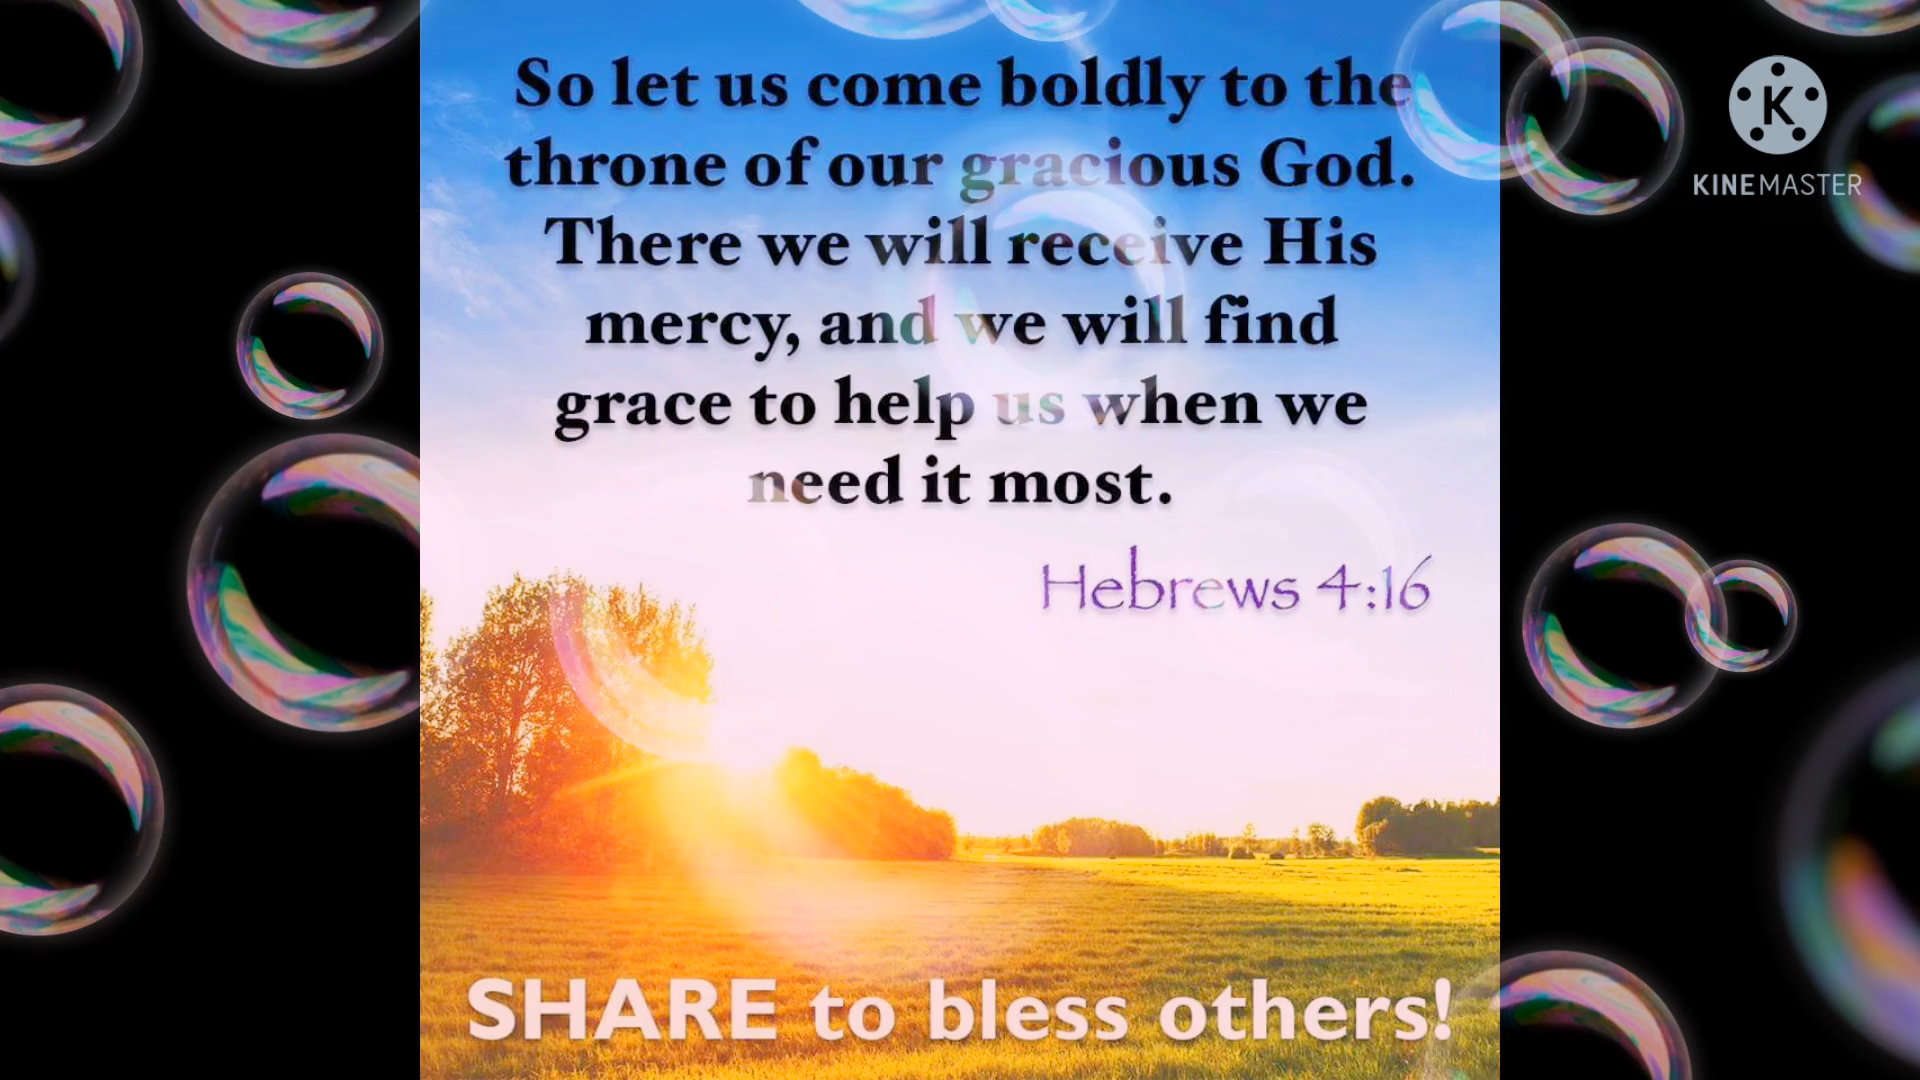 So let us come boldly to the
throne of our gracious God.
There we will receive His
mercy, and we will find
grace to help us when we
need it most.
Hebrews 4:16
SHARE to bless others!
K
KINEMASTER